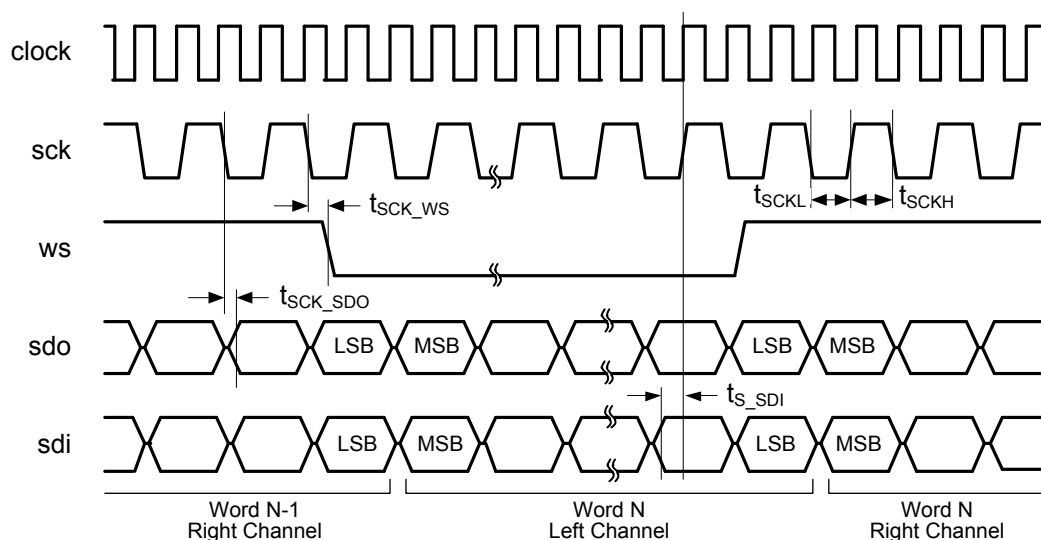 clock
sck
tSCK_WS
tSCKL
tSCKH
ws
tSCK_SDO
sdo
LSB
MSB
LSB
MSB
tS_SDI
sdi
LSB
MSB
LSB
MSB
Word N-1
Right Channel
Word N
Left Channel
Word N
Right Channel